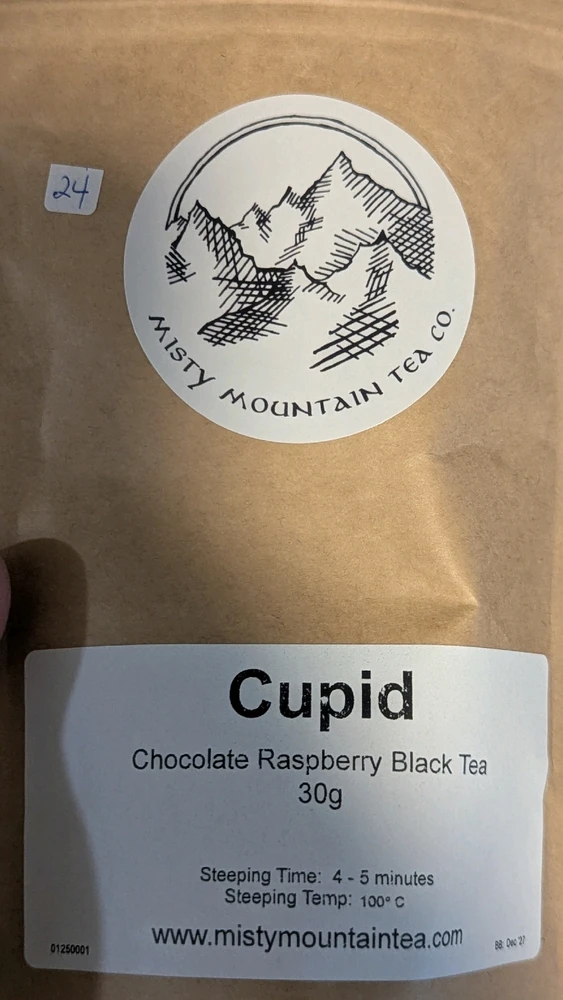 24
MISTY MOUNTAIN TEA CO.
Cupid
Chocolate Raspberry Black Tea
30g
Steeping Time: 4 - 5 minutes
Steeping Temp: 100° C
www.mistymountaintea.com
01250001
BB: Dec '27